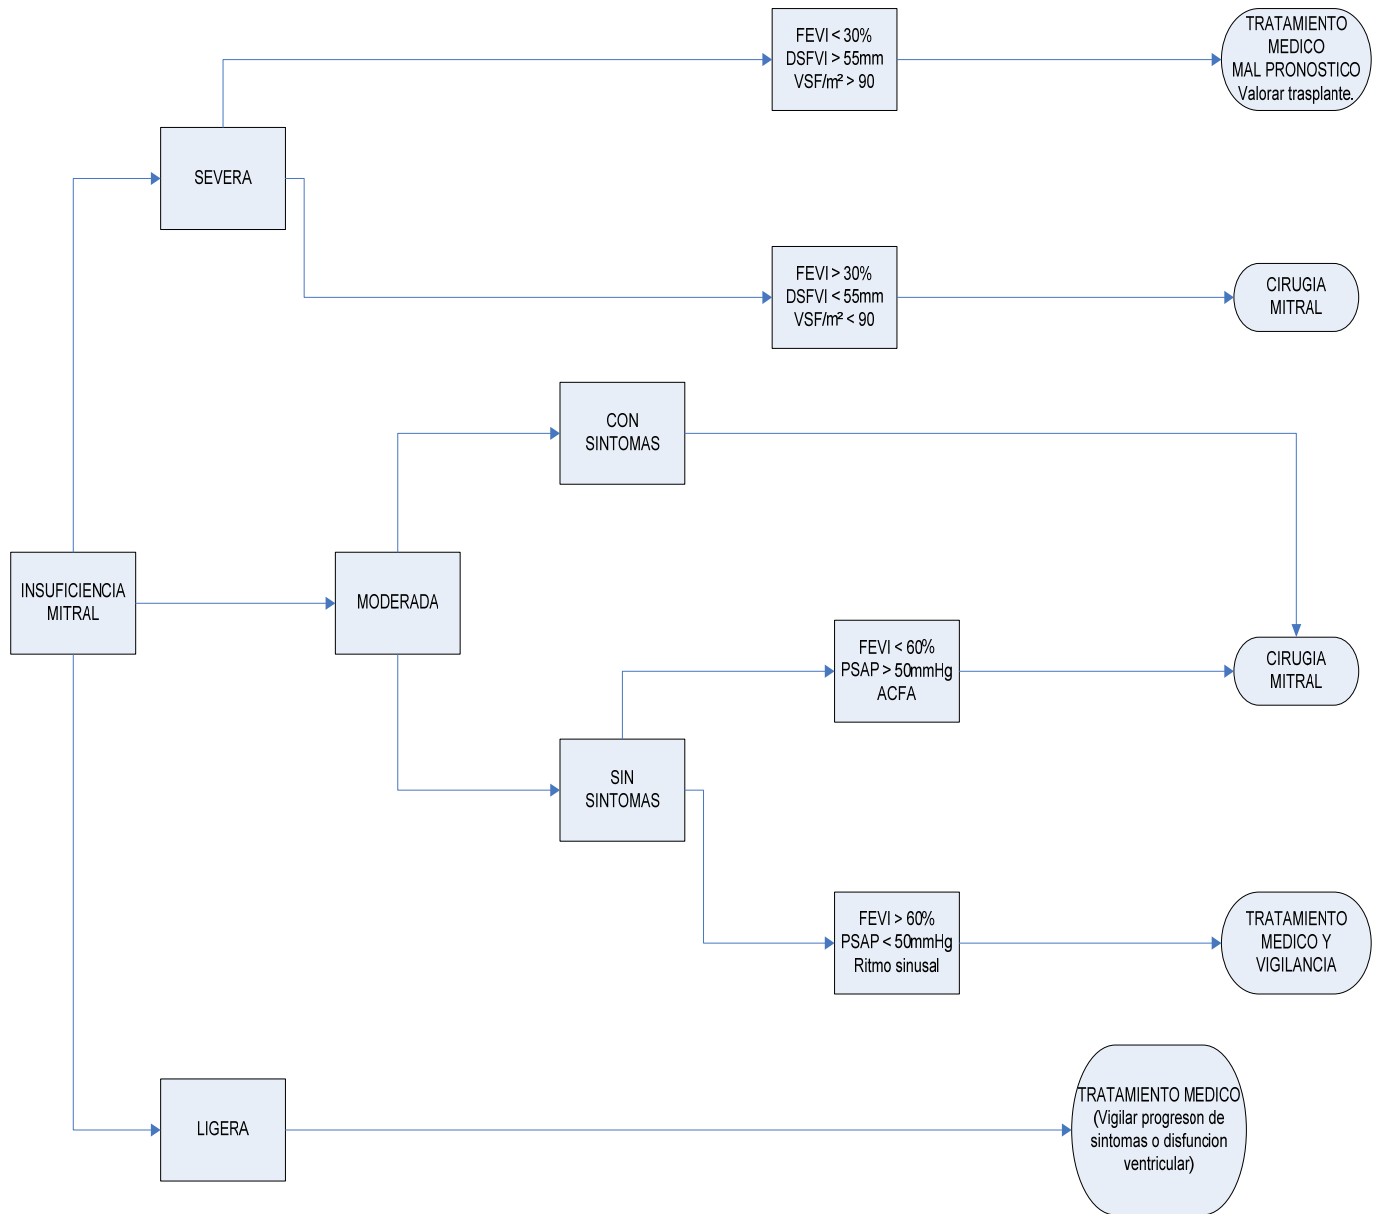 FEVI < 30%
DSFVI > 55mm
VSF/m² > 90
TRATAMIENTO
MEDICO
MAL PRONOSTICO
Valorar trasplante.
SEVERA
FEVI > 30%
DSFVI < 55mm
VSF/m² < 90
CIRUGIA
MITRAL
CON
SINTOMAS
INSUFICIENCIA
MITRAL
MODERADA
FEVI < 60%
PSAP > 50mmHg
ACFA
CIRUGIA
MITRAL
SIN
SINTOMAS
FEVI > 60%
PSAP < 50mmHg
Ritmo sinusal
TRATAMIENTO
MEDICO Y
VIGILANCIA
LIGERA
TRATAMIENTO MEDICO
(Vigilar progreson de
sintomas o disfuncion
ventricular)